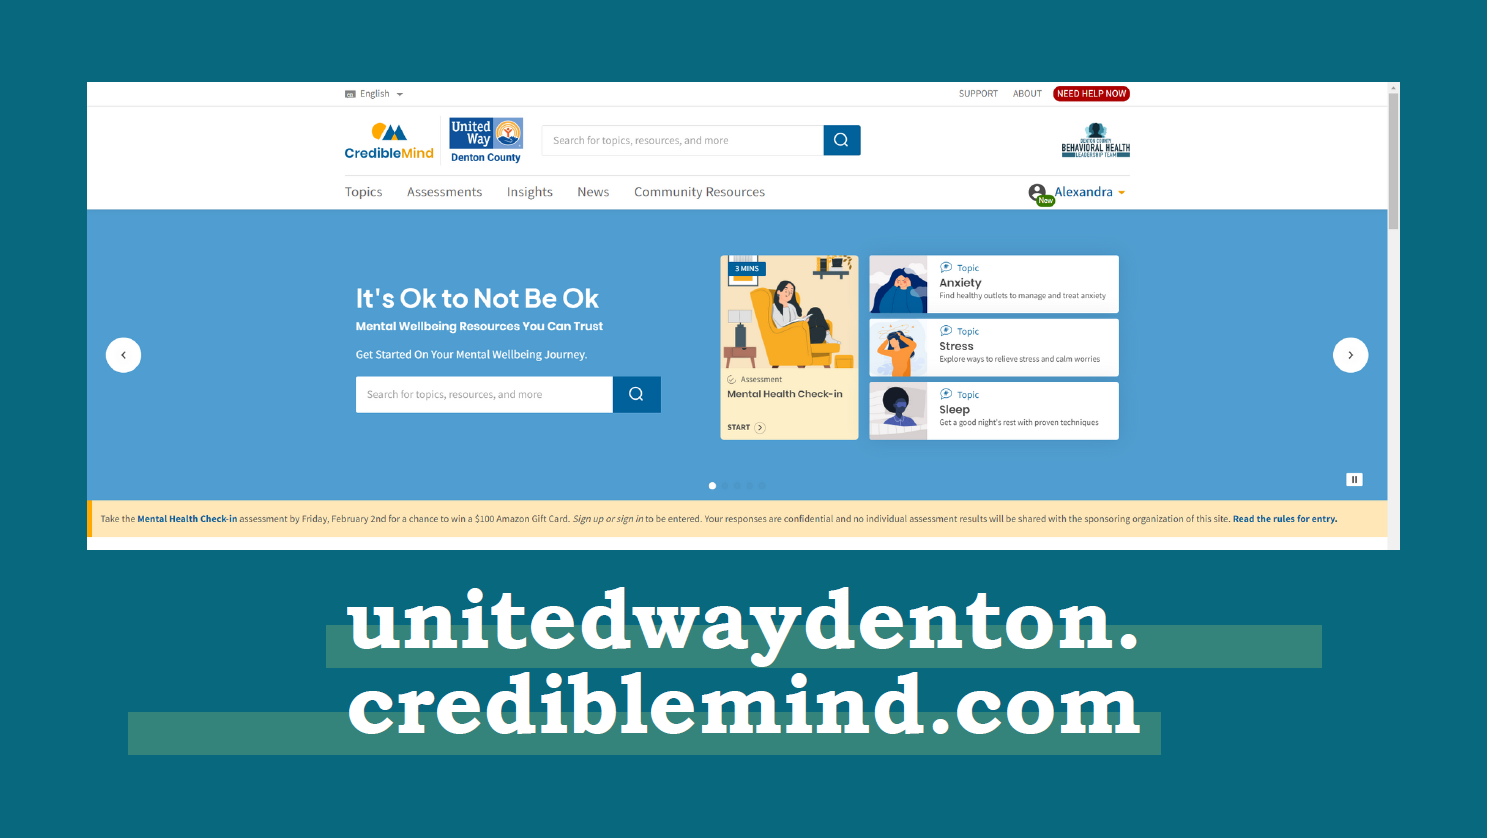 English
SUPPORT ABOUT NEED HELP NOW
CredibleMind
United Way
Denton County
Search for topics, resources, and more
DENTON COUNTY
BEHAVIORAL HEALTH
LEADERSHIP TEAM
Topics Assessments Insights News Community Resources
New
Alexandra
It's Ok to Not Be Ok
Mental Wellbeing Resources You Can Trust
Get Started On Your Mental Wellbeing Journey.
Search for topics, resources, and more
3 MINS
Assessment
Mental Health Check-in
START
Topic
Anxiety
Find healthy outlets to manage and treat anxiety
Topic
Stress
Explore ways to relieve stress and calm worries
Topic
Sleep
Get a good night's rest with proven techniques
Take the Mental Health Check-in assessment by Friday, February 2nd for a chance to win a $100 Amazon Gift Card. Sign up or sign in to be entered. Your responses are confidential and no individual assessment results will be shared with the sponsoring organization of this site. Read the rules for entry.
unitedwaydenton.
crediblemind.com